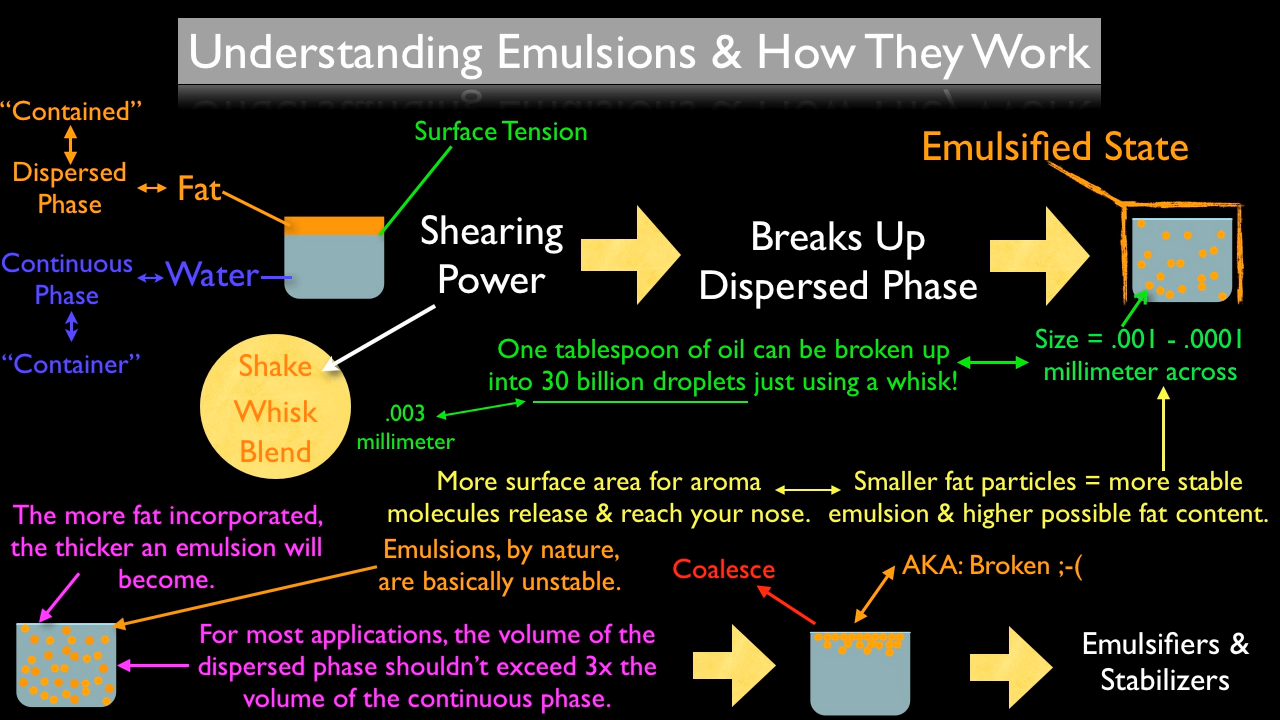 Understanding Emulsions & How They Work
“Contained”
Dispersed
Phase
Fat
Continuous
Phase
Water
“Container”
Surface Tension
Shearing
Power
Breaks Up
Dispersed Phase
Emulsified State
Shake
Whisk
Blend
One tablespoon of oil can be broken up
into 30 billion droplets just using a whisk!
.003
millimeter
Size = .001 - .0001
millimeter across
More surface area for aroma
molecules release & reach your nose.
Smaller fat particles = more stable
emulsion & higher possible fat content.
The more fat incorporated,
the thicker an emulsion will
become.
Emulsions, by nature,
are basically unstable.
For most applications, the volume of the
dispersed phase shouldn’t exceed 3x the
volume of the continuous phase.
Coalesce
AKA: Broken ;-(
Emulsifiers &
Stabilizers